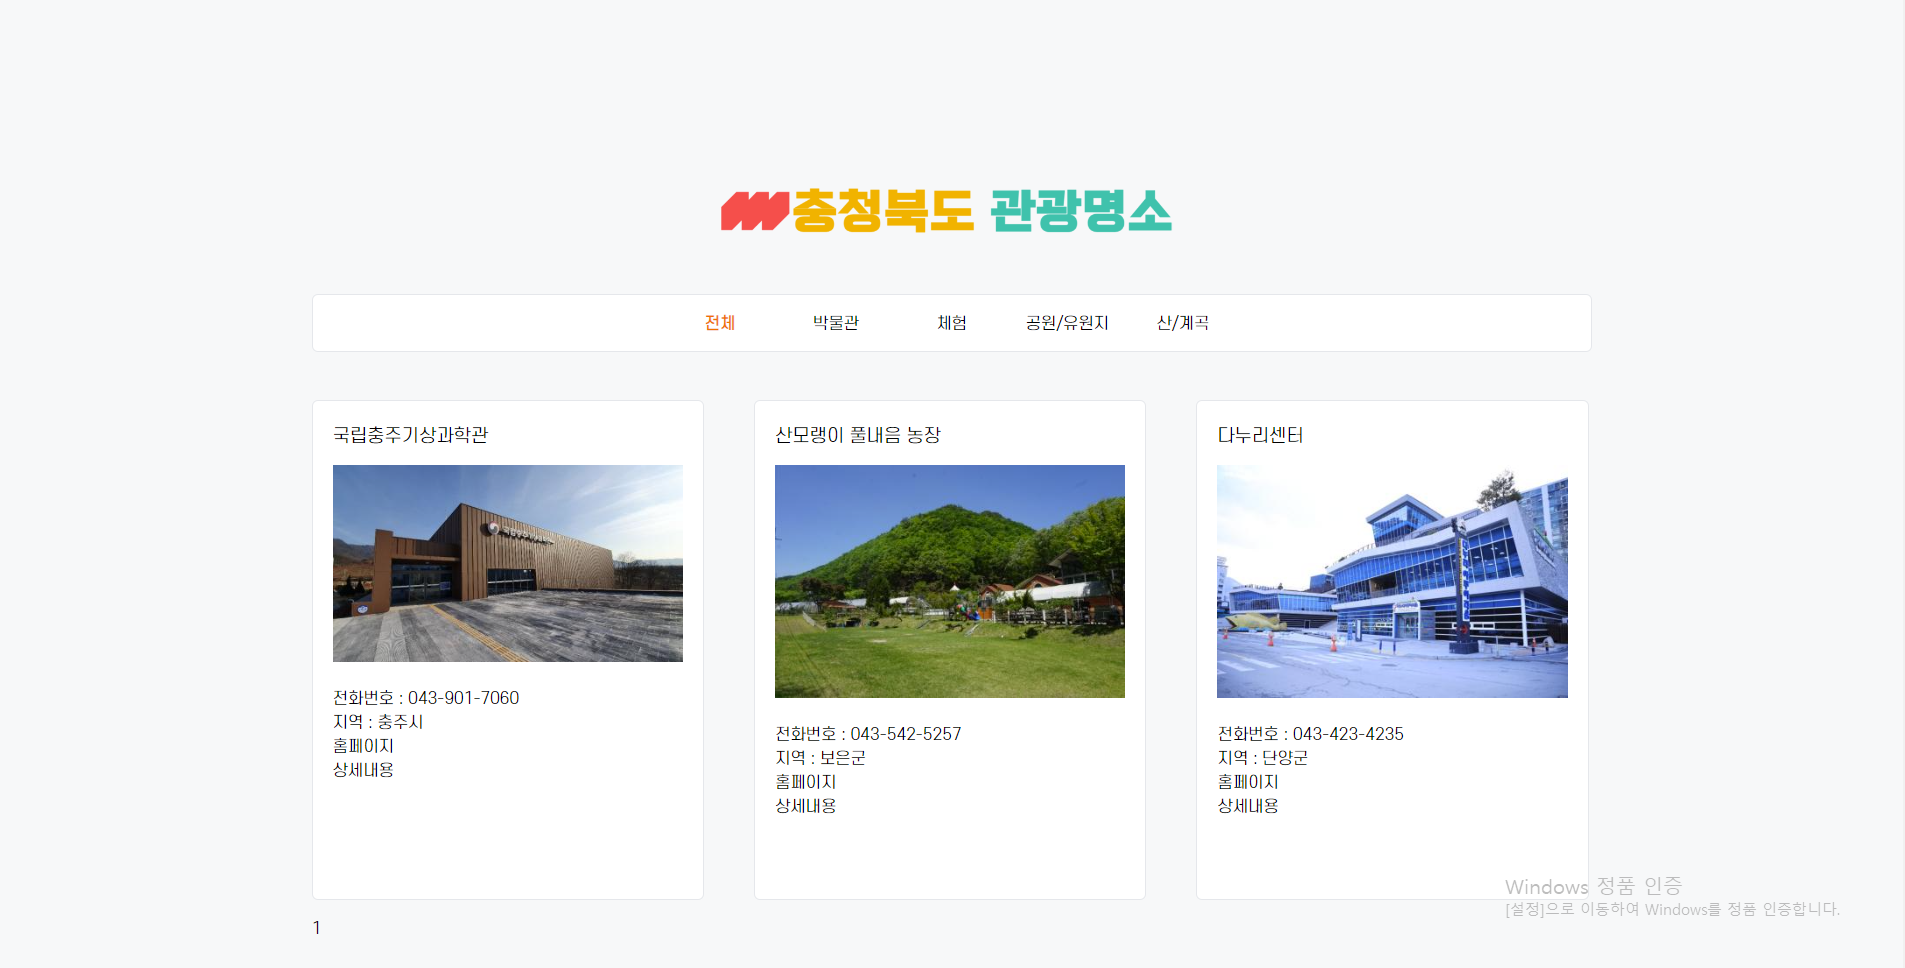 충청북도 관광명소
전체 박물관 체험 공원/유원지 산/계곡
국립충주기상과학관
전화번호 : 043-901-7060
지역 : 충주시
홈페이지
상세내용
산모랭이 풀내음 농장
전화번호 : 043-542-5257
지역 : 보은군
홈페이지
상세내용
다누리센터
전화번호 : 043-423-4235
지역 : 단양군
홈페이지
상세내용
1
Windows 정품 인증
[설정]으로 이동하여 Windows를 정품 인증합니다.